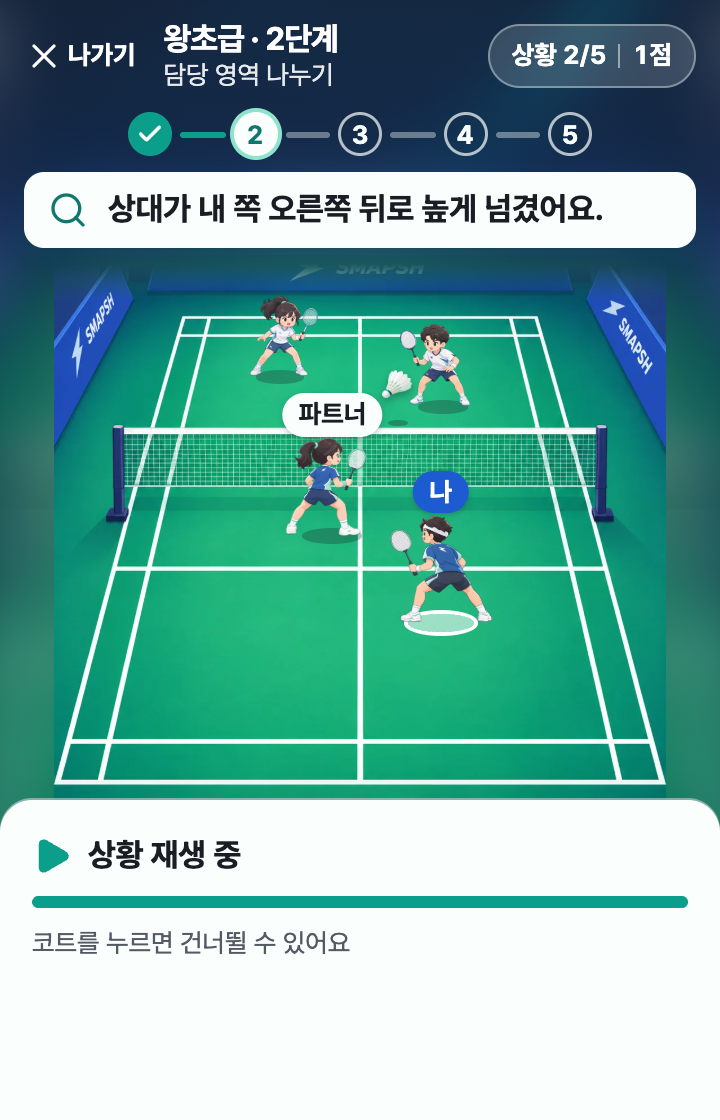 나가기
왕초급 · 2단계
담당 영역 나누기
상황 2/5 | 1점
2
3
4
5
상대가 내 쪽 오른쪽 뒤로 높게 넘겼어요.
SMAPSH
SMAPSH
SMAPSH
파트너
나
상황 재생 중
코트를 누르면 건너뛸 수 있어요